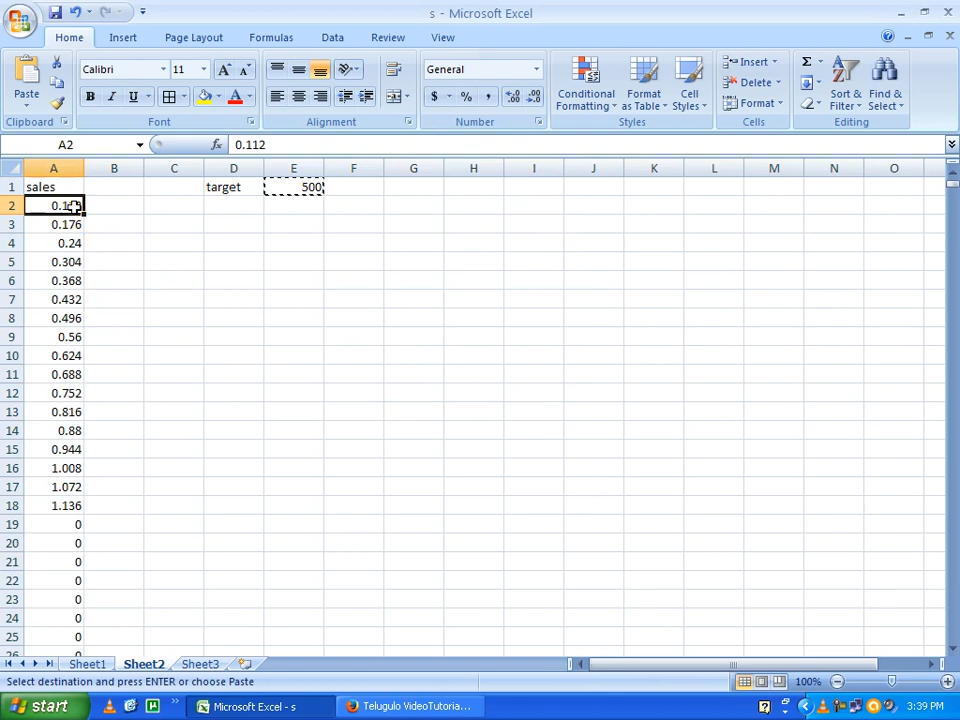 s - Microsoft Excel
Home Insert Page Layout Formulas Data Review View
Calibri 11 A A General Σ Insert Delete Format
Paste B I U A $ % , Conditional Formatting Format as Table Cell Styles Sort & Filter Find & Select
Clipboard Font Alignment Number Styles Cells Editing
A2 fx 0.112
A B C D E F G H I J K L M N O
1 sales target 500
2
3 0.176
4 0.24
5 0.304
6 0.368
7 0.432
8 0.496
9 0.56
10 0.624
11 0.688
12 0.752
13 0.816
14 0.88
15 0.944
16 1.008
17 1.072
18 1.136
19 0
20 0
21 0
22 0
23 0
24 0
25 0
Sheet1 Sheet2 Sheet3
Select destination and press ENTER or choose Paste 100%
start Microsoft Excel - s Telugulo VideoTutoria... 3:39 PM